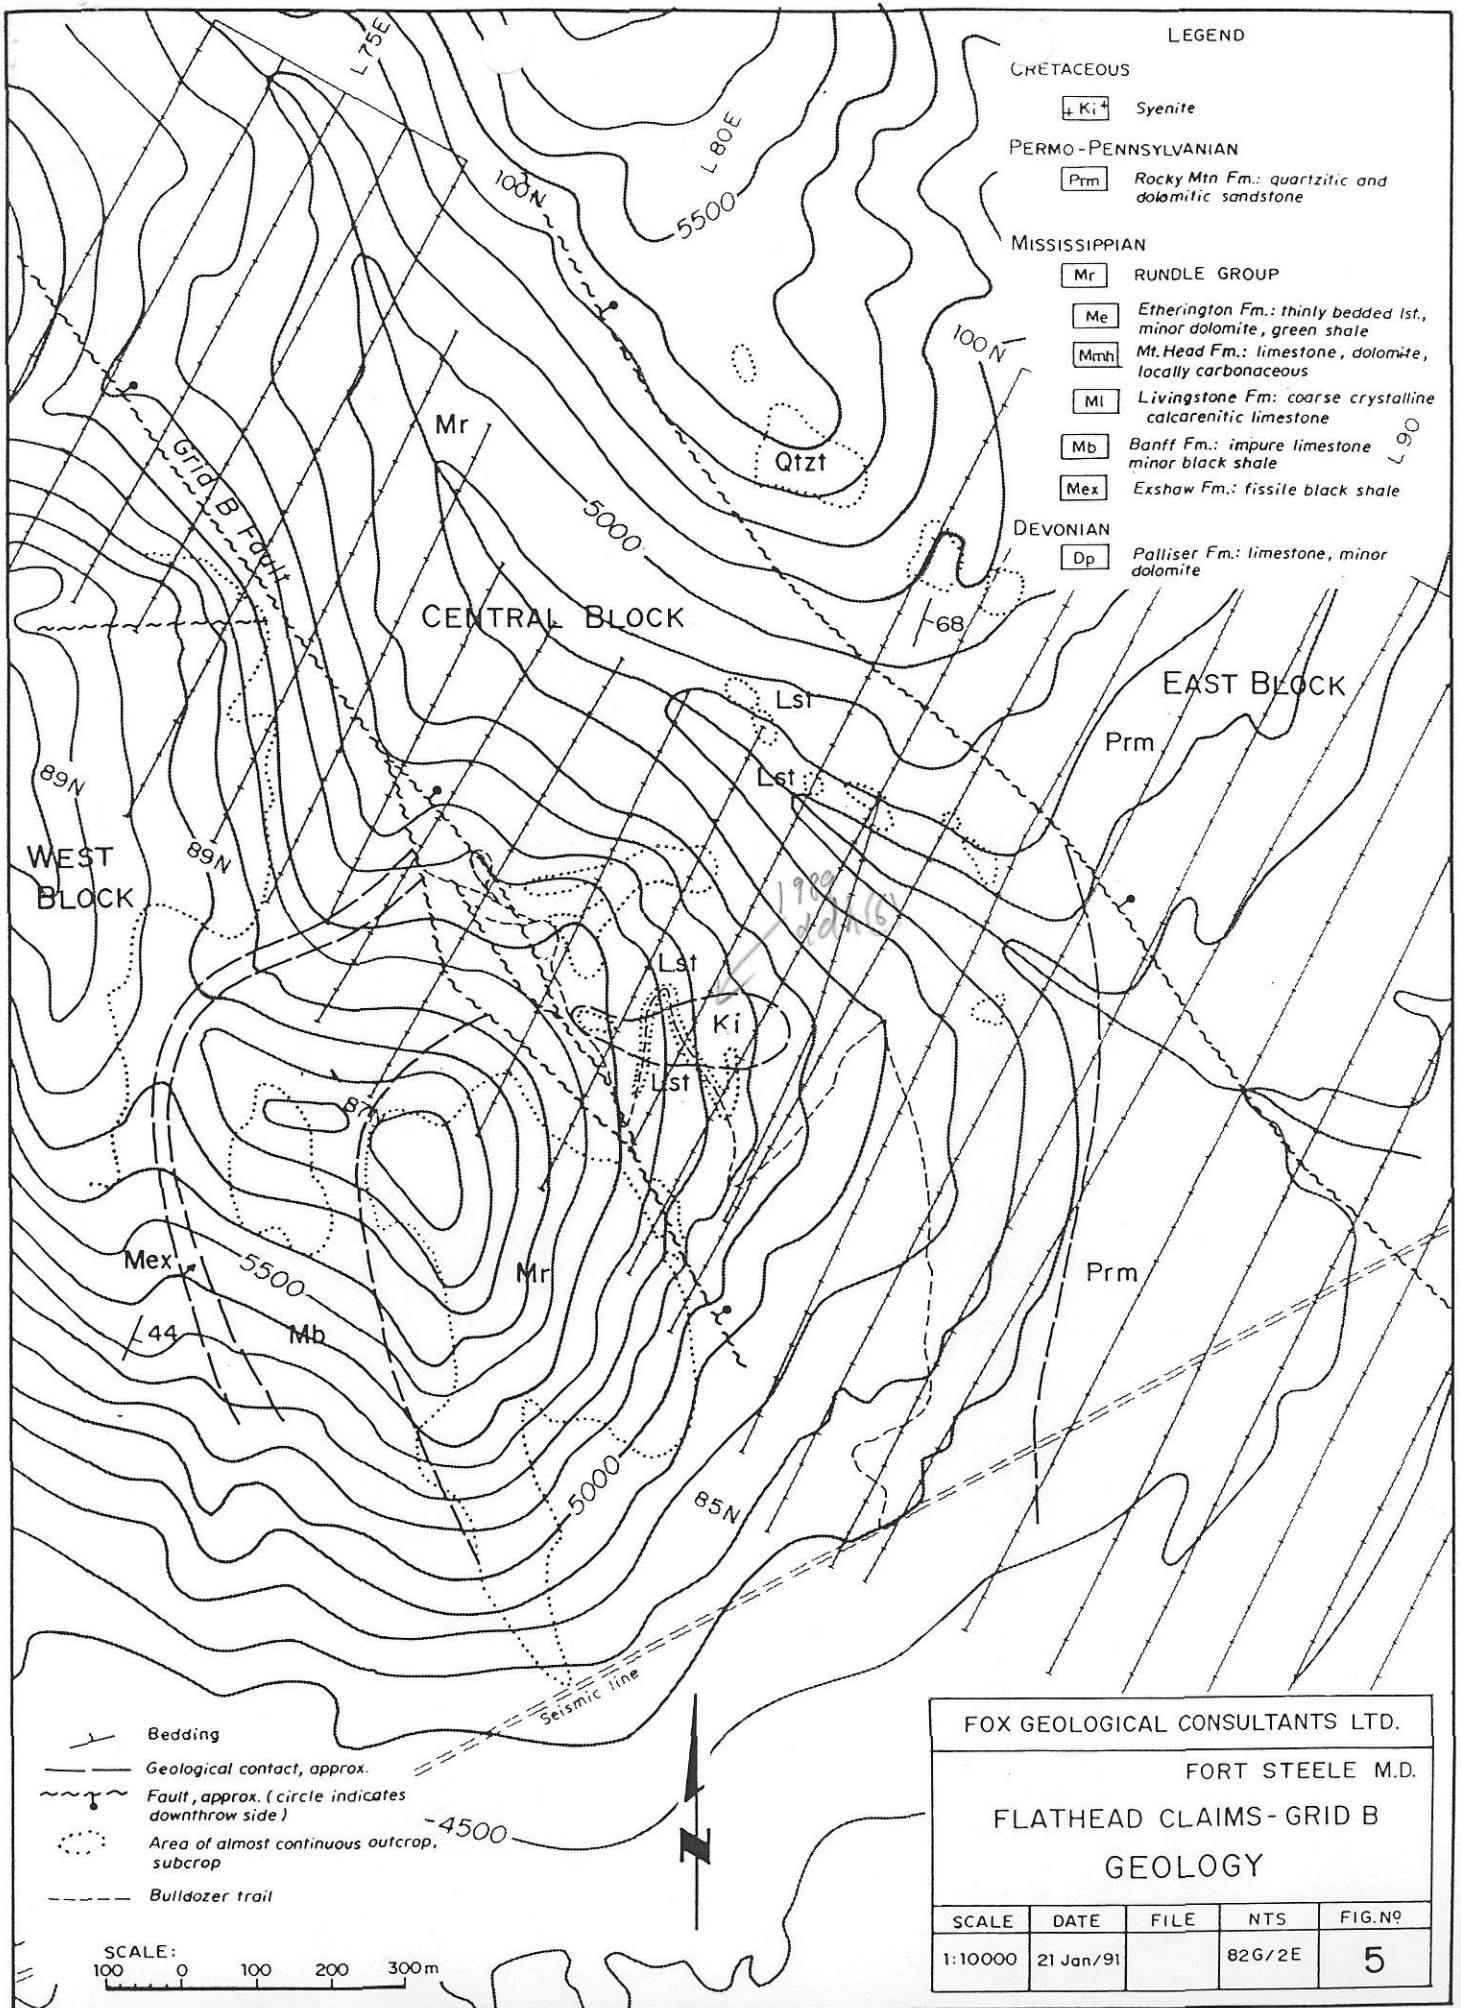 LEGEND
CRETACEOUS
Ki Syenite
PERMO-PENNSYLVANIAN
Prm Rocky Mtn Fm.: quartzitic and
dolomitic sandstone
MISSISSIPPIAN
Mr RUNDLE GROUP
Me Etherington Fm.: thinly bedded lst.,
minor dolomite, green shale
Mmh Mt. Head Fm.: limestone, dolomite,
locally carbonaceous
Ml Livingstone Fm: coarse crystalline
calcarenitic limestone
Mb Banff Fm.: impure limestone
minor black shale
Mex Exshaw Fm.: fissile black shale
DEVONIAN
Dp Palliser Fm.: limestone, minor
dolomite
L75E
L80E
L90
100N
5500
100N
Mr
Qtzt
Grid B Fault
5000
CENTRAL BLOCK
68
EAST BLOCK
Lst
Prm
Lst
89N
89N
WEST
BLOCK
1989
ddh (6)
Lst
Ki
Lst
87
Mex
5500
Mr
Prm
44
Mb
5000
85N
Seismic line
4500
Bedding
Geological contact, approx.
Fault, approx. (circle indicates
downthrow side)
Area of almost continuous outcrop,
subcrop
Bulldozer trail
SCALE:
100 0 100 200 300m
N
FOX GEOLOGICAL CONSULTANTS LTD.
FORT STEELE M.D.
FLATHEAD CLAIMS-GRID B
GEOLOGY
SCALE DATE FILE NTS FIG. Nº
1:10000 21 Jan/91 82G/2E 5